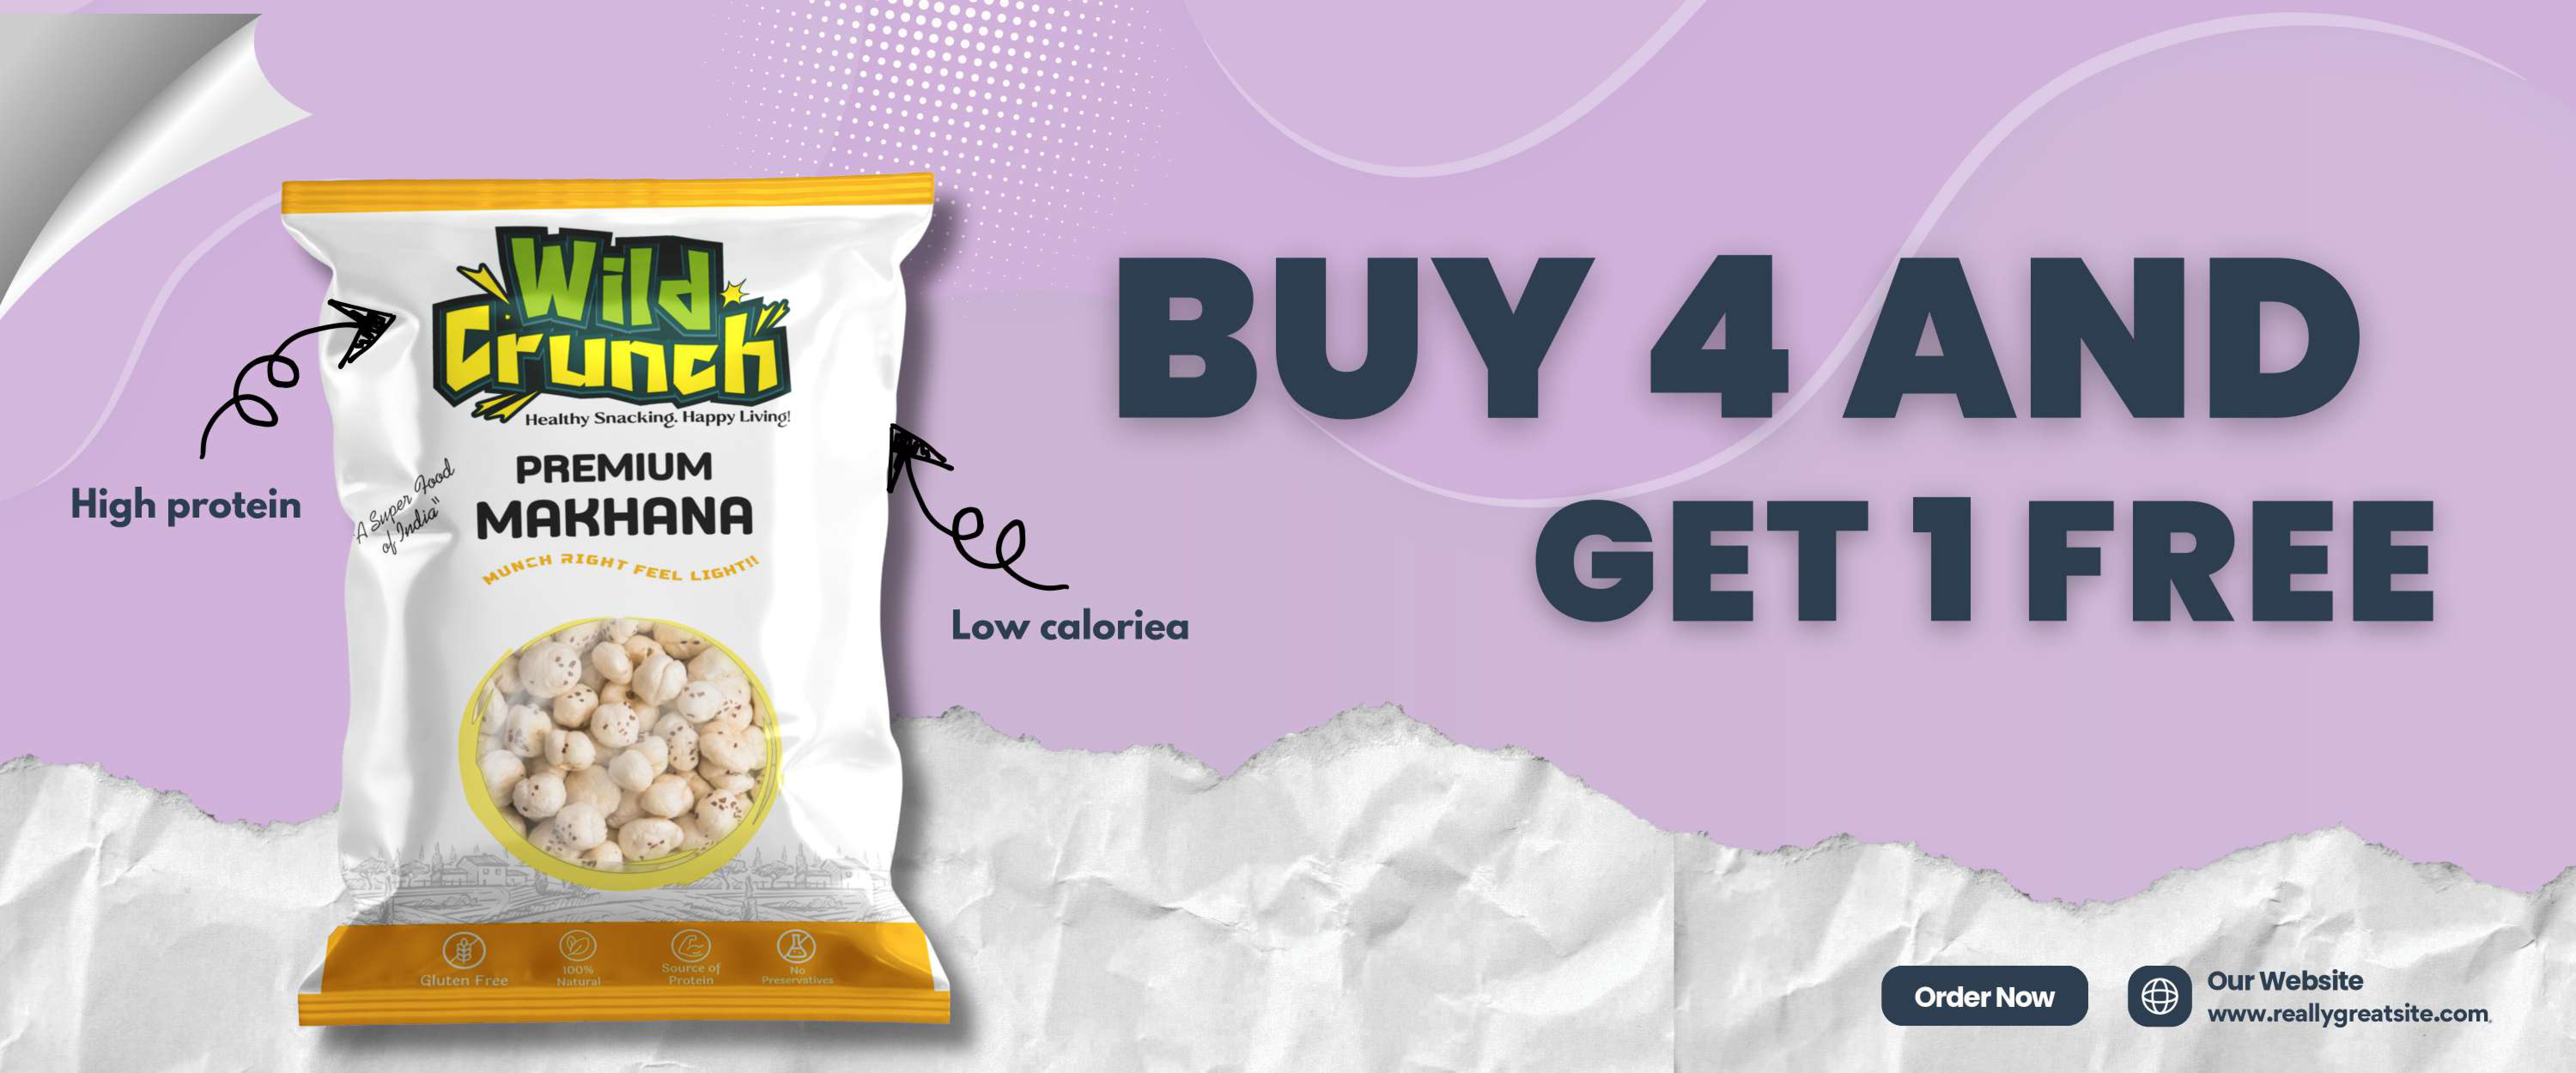 Wild
Crunch
Healthy Snacking. Happy Living!
PREMIUM
MAKHANA
MUNCH RIGHT FEEL LIGHT!!
A Super Food
of India"
High protein
Low caloriea
BUY 4 AND
GET 1 FREE
Gluten Free
100%
Natural
Source of
Protein
No
Preservatives
Order Now
Our Website
www.reallygreatsite.com